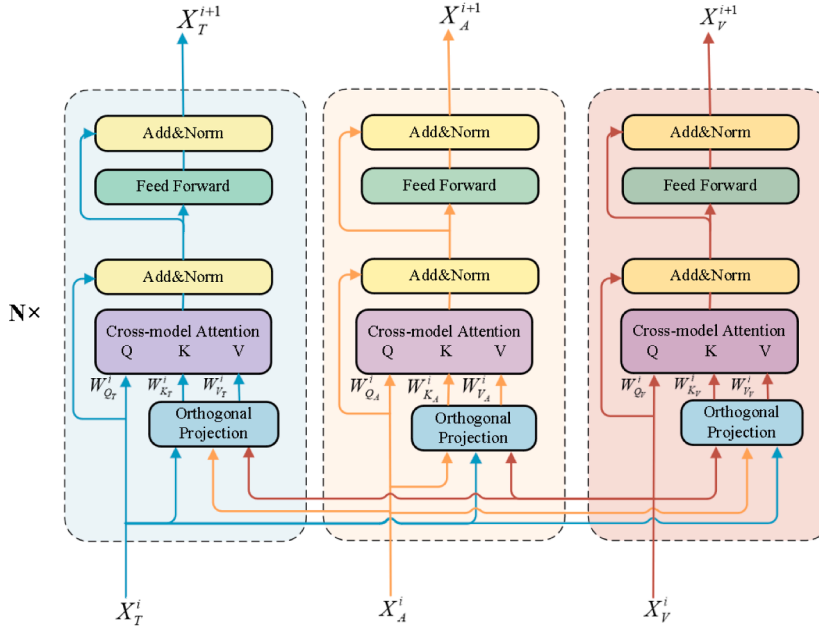 X_T^{i+1} X_A^{i+1} X_V^{i+1}
Add&Norm Add&Norm Add&Norm
Feed Forward Feed Forward Feed Forward
Add&Norm Add&Norm Add&Norm
N×
Cross-model Attention Cross-model Attention Cross-model Attention
Q K V Q K V Q K V
W_{Q_T}^i W_{K_T}^i W_{V_T}^i W_{Q_A}^i W_{K_A}^i W_{V_A}^i W_{Q_T}^i W_{K_V}^i W_{V_V}^i
Orthogonal Orthogonal Orthogonal
Projection Projection Projection
X_T^i X_A^i X_V^i